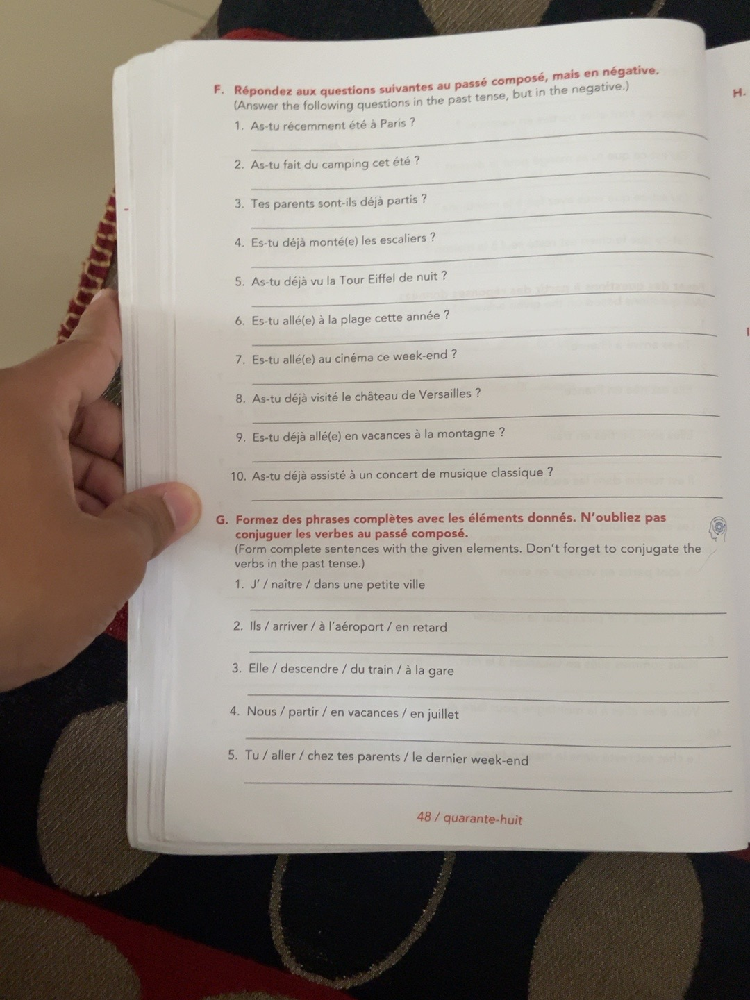 F. Répondez aux questions suivantes au passé composé, mais en négative.
(Answer the following questions in the past tense, but in the negative.)
H.
1. As-tu récemment été à Paris ?
2. As-tu fait du camping cet été ?
3. Tes parents sont-ils déjà partis ?
4. Es-tu déjà monté(e) les escaliers ?
5. As-tu déjà vu la Tour Eiffel de nuit ?
6. Es-tu allé(e) à la plage cette année ?
7. Es-tu allé(e) au cinéma ce week-end ?
8. As-tu déjà visité le château de Versailles ?
9. Es-tu déjà allé(e) en vacances à la montagne ?
10. As-tu déjà assisté à un concert de musique classique ?
G. Formez des phrases complètes avec les éléments donnés. N'oubliez pas
conjuguer les verbes au passé composé.
(Form complete sentences with the given elements. Don't forget to conjugate the
verbs in the past tense.)
1. J' / naître / dans une petite ville
2. Ils / arriver / à l'aéroport / en retard
3. Elle / descendre / du train / à la gare
4. Nous / partir / en vacances / en juillet
5. Tu / aller / chez tes parents / le dernier week-end
48 / quarante-huit